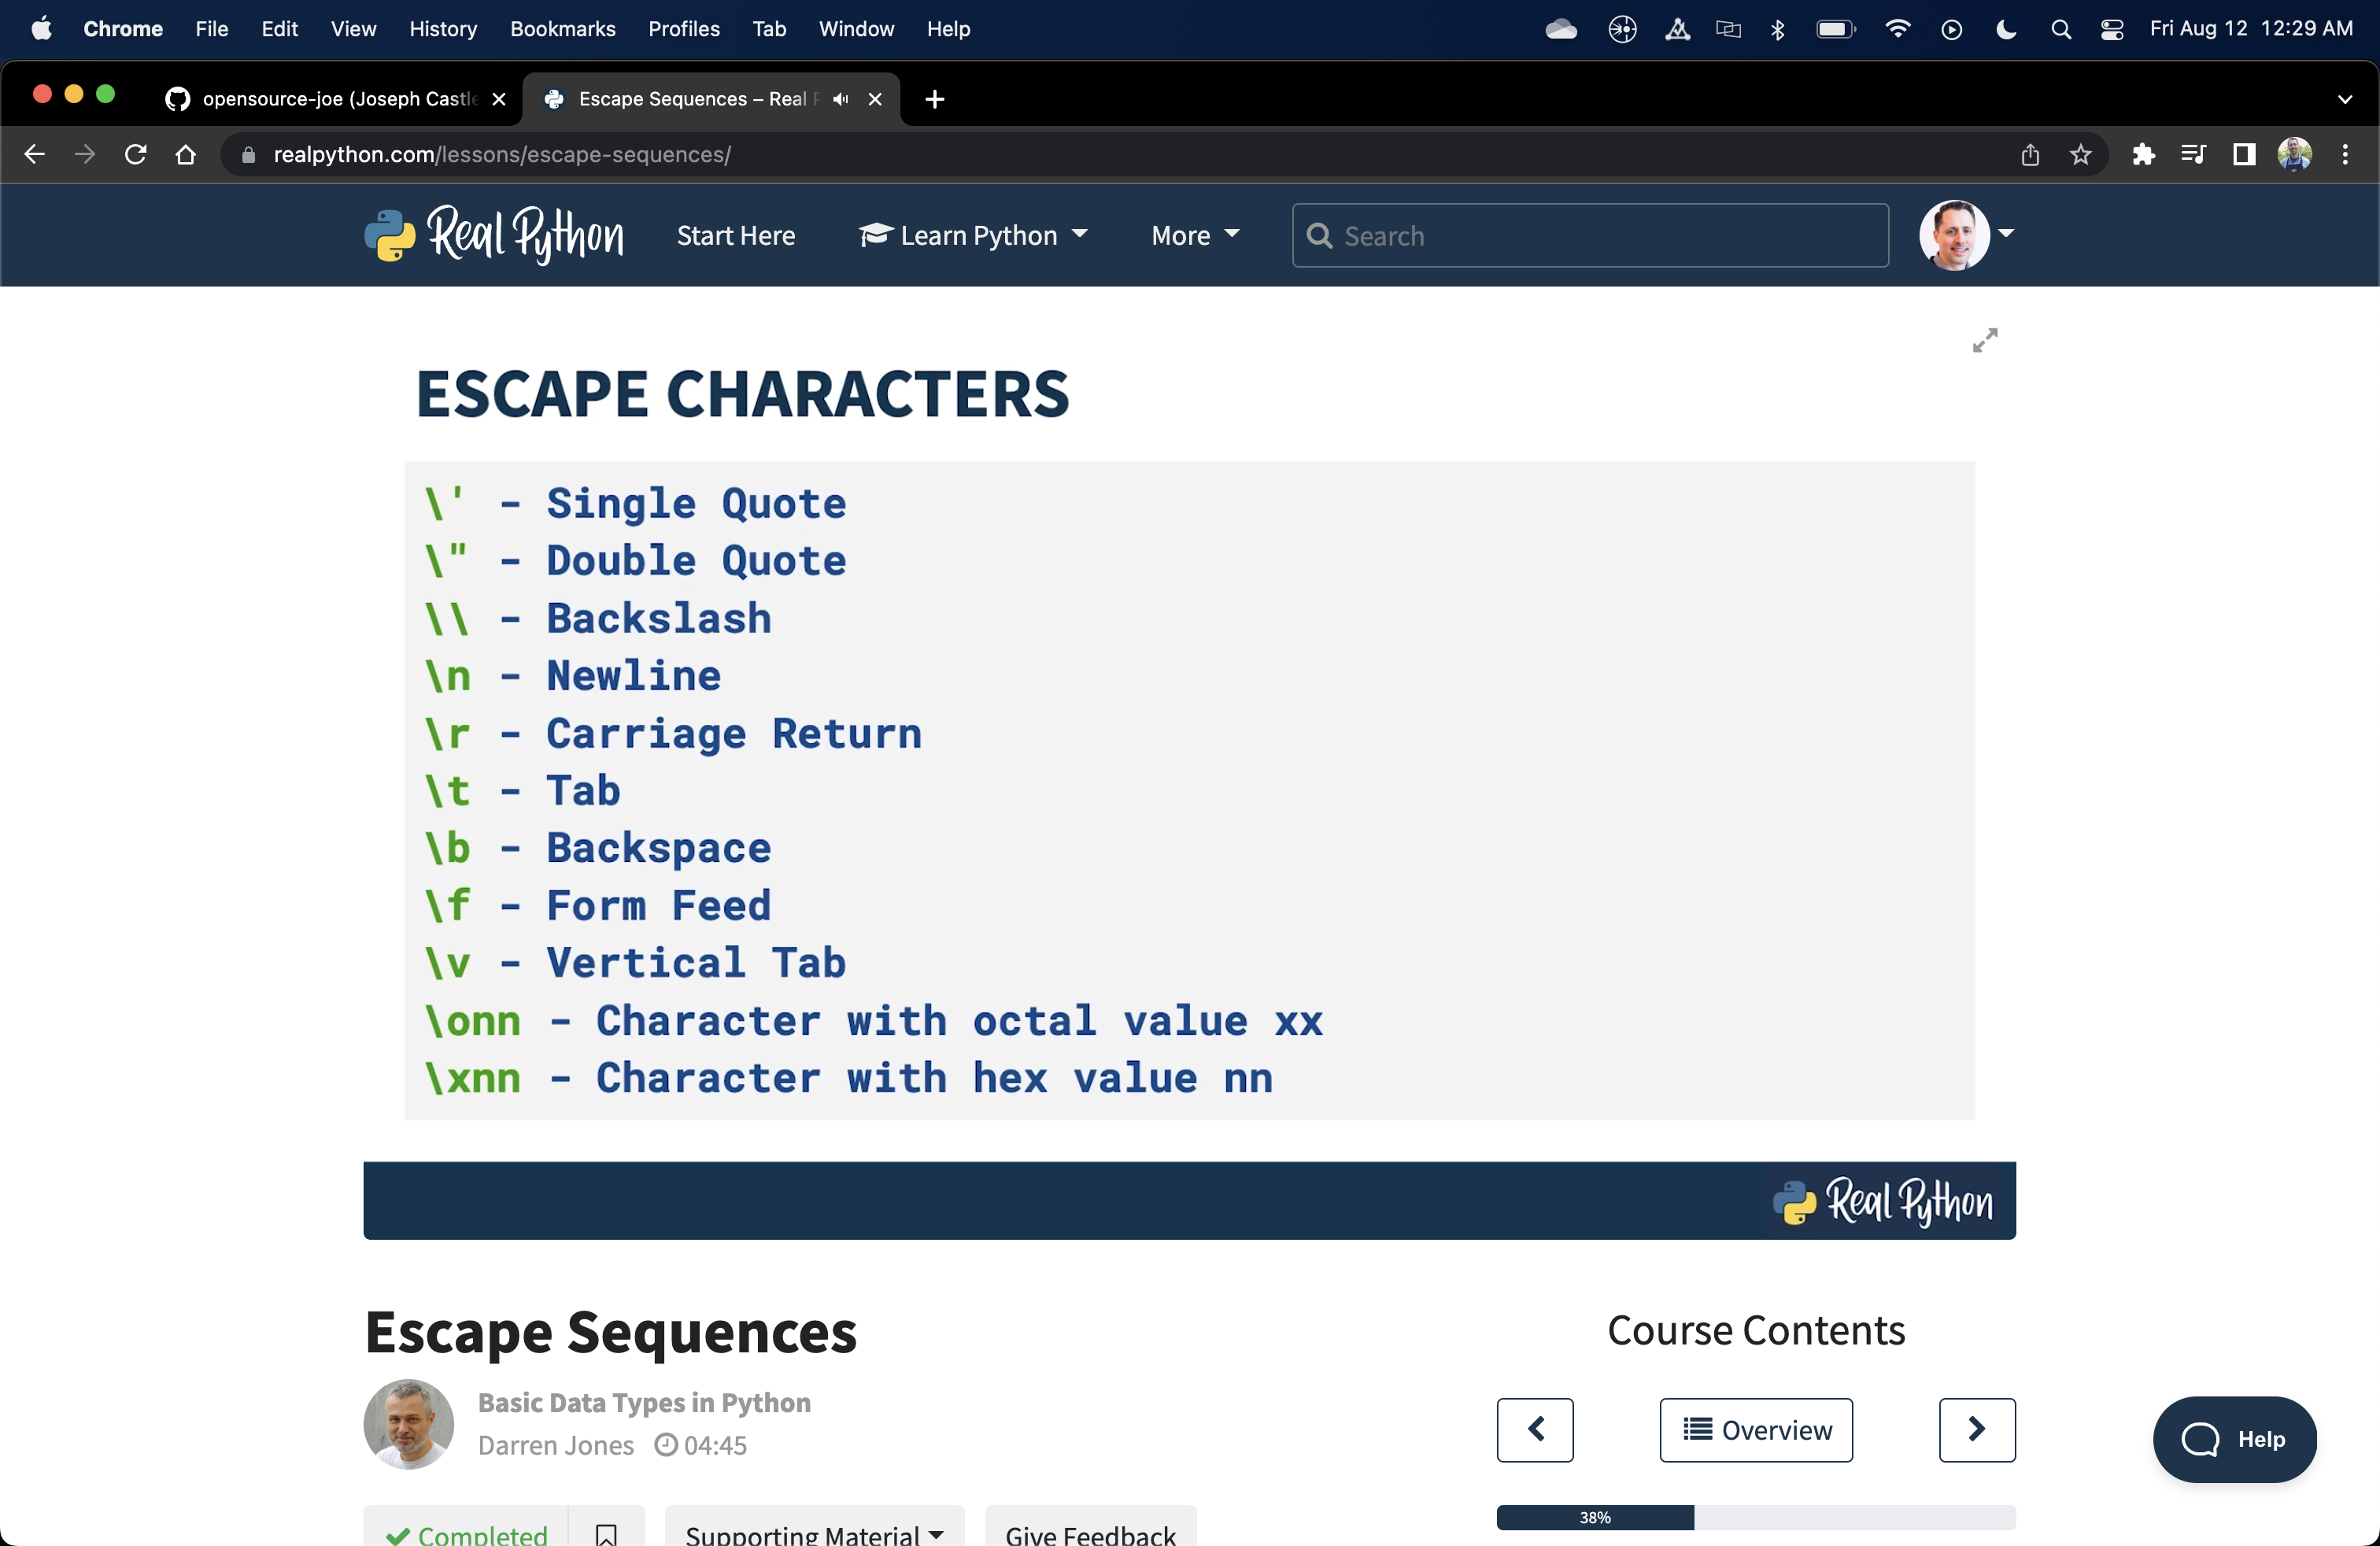 Chrome File Edit View History Bookmarks Profiles Tab Window Help Fri Aug 12 12:29 AM
opensource-joe (Joseph Castle Escape Sequences – Real P
realpython.com/lessons/escape-sequences/
Real Python Start Here Learn Python More Search
ESCAPE CHARACTERS
\' - Single Quote
\" - Double Quote
\\ - Backslash
\n - Newline
\r - Carriage Return
\t - Tab
\b - Backspace
\f - Form Feed
\v - Vertical Tab
\onn - Character with octal value xx
\xnn - Character with hex value nn
Real Python
Escape Sequences
Basic Data Types in Python
Darren Jones 04:45
Completed Supporting Material Give Feedback
Course Contents
Overview
38%
Help